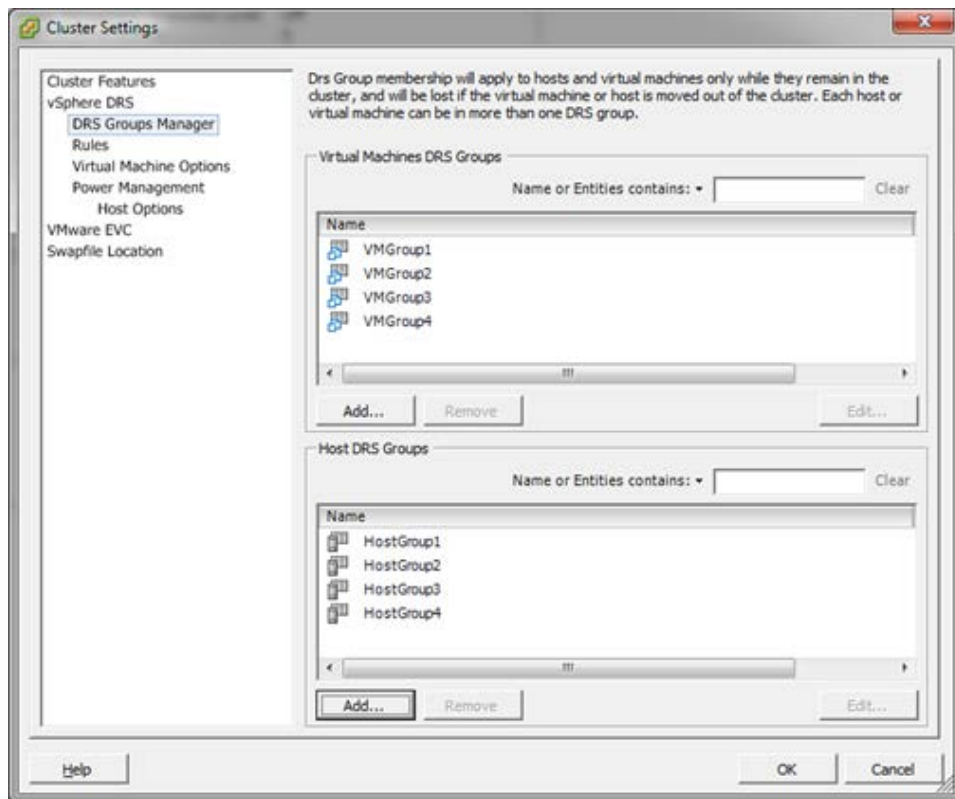 Cluster Settings
Cluster Features
vSphere DRS
DRS Groups Manager
Rules
Virtual Machine Options
Power Management
Host Options
VMware EVC
Swapfile Location
Drs Group membership will apply to hosts and virtual machines only while they remain in the
cluster, and will be lost if the virtual machine or host is moved out of the cluster. Each host or
virtual machine can be in more than one DRS group.
Virtual Machines DRS Groups
Name or Entities contains:
Clear
Name
VMGroup1
VMGroup2
VMGroup3
VMGroup4
Add...
Remove
Edit...
Host DRS Groups
Name or Entities contains:
Clear
Name
HostGroup1
HostGroup2
HostGroup3
HostGroup4
Add...
Remove
Edit...
Help
OK
Cancel